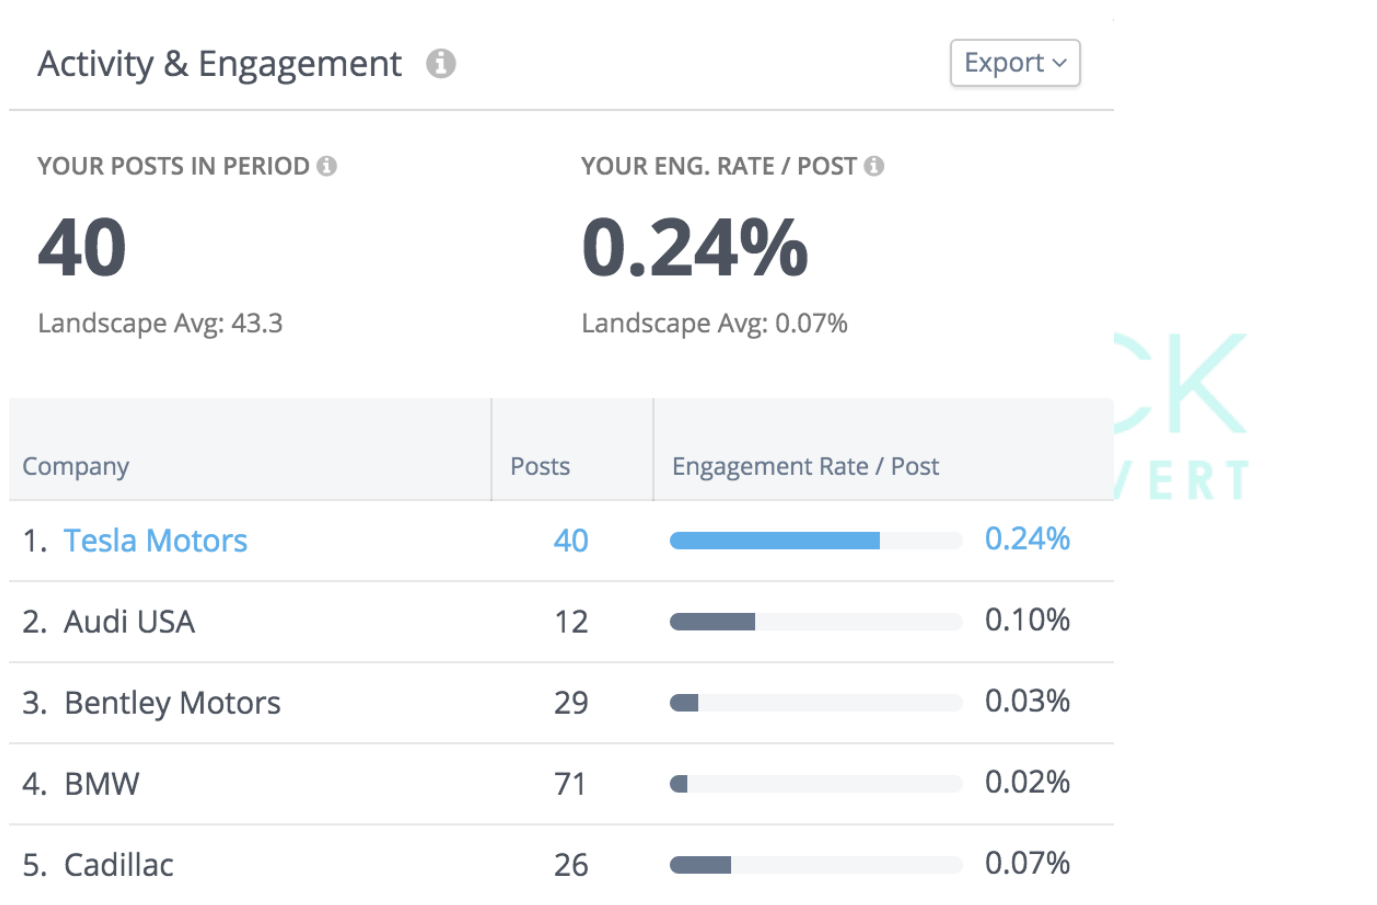 Activity & Engagement
Export
YOUR POSTS IN PERIOD
YOUR ENG. RATE / POST
40
0.24%
Landscape Avg: 43.3
Landscape Avg: 0.07%
CK
VERT
Company Posts Engagement Rate / Post
1. Tesla Motors 40 0.24%
2. Audi USA 12 0.10%
3. Bentley Motors 29 0.03%
4. BMW 71 0.02%
5. Cadillac 26 0.07%